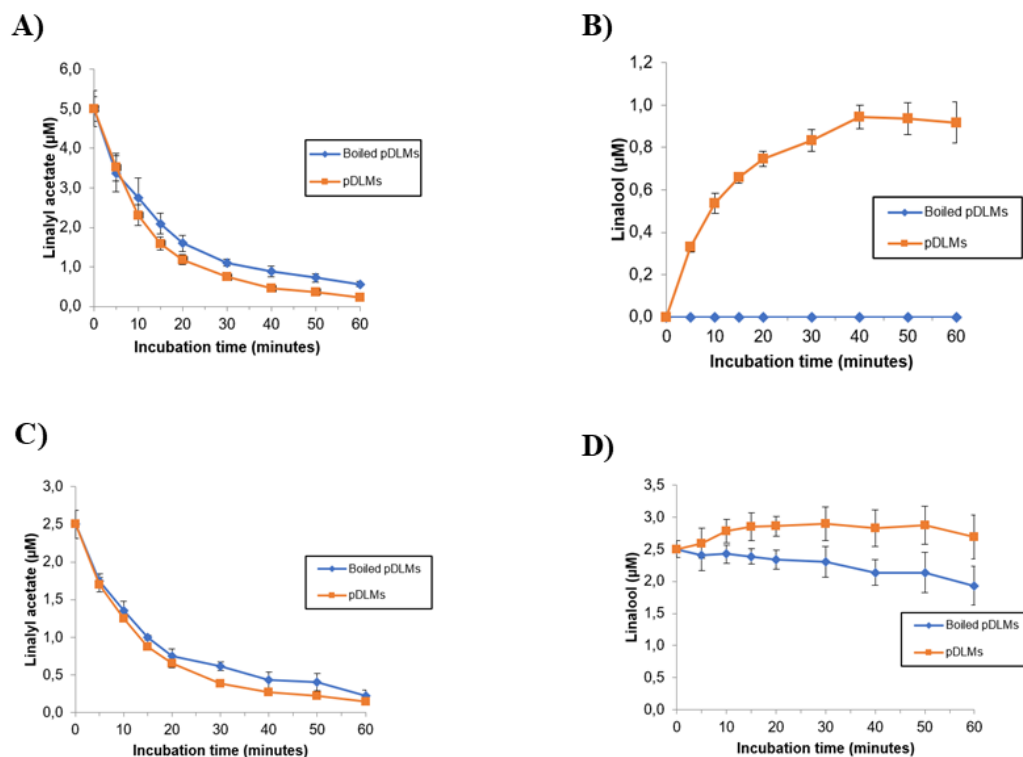 A)
6,0
5,0
4,0
3,0
2,0
1,0
0,0
Linalyl acetate (µM)
0 10 20 30 40 50 60
Incubation time (minutes)
Boiled pDLMs
pDLMs
B)
1,2
1,0
0,8
0,6
0,4
0,2
0,0
Linalool (µM)
0 10 20 30 40 50 60
Incubation time (minutes)
Boiled pDLMs
pDLMs
C)
3,0
2,5
2,0
1,5
1,0
0,5
0,0
Linalyl acetate (µM)
0 10 20 30 40 50 60
Incubation time (minutes)
Boiled pDLMs
pDLMs
D)
3,5
3,0
2,5
2,0
1,5
1,0
0,5
0,0
Linalool (µM)
0 10 20 30 40 50 60
Incubation time (minutes)
Boiled pDLMs
pDLMs